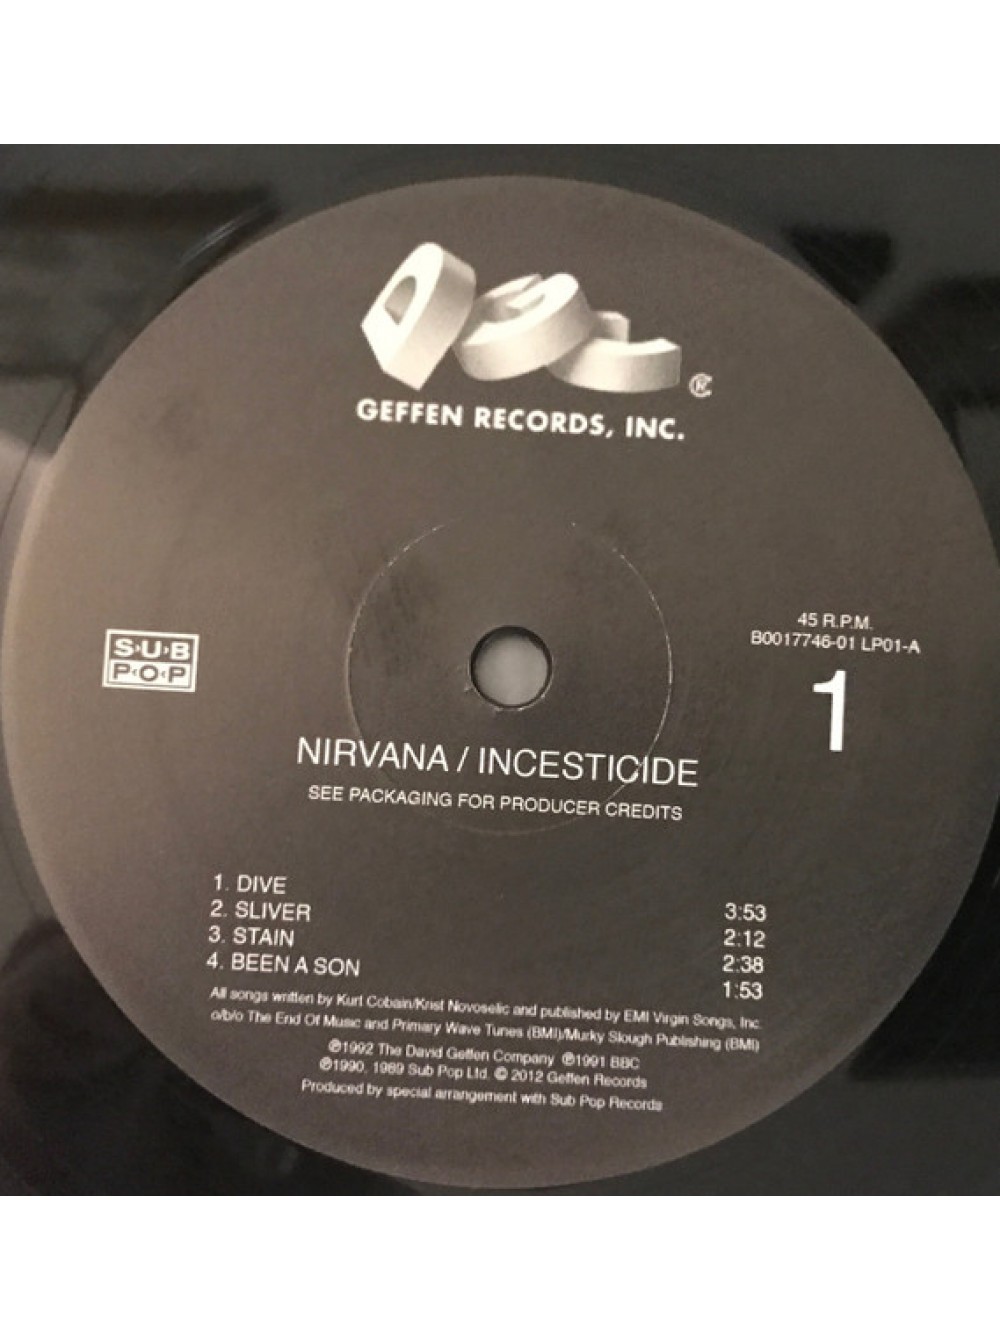 GEFFEN RECORDS, INC.
45 R.P.M.
B0017746-01 LP01-A
1
S·U·B
P·O·P
NIRVANA / INCESTICIDE
SEE PACKAGING FOR PRODUCER CREDITS
1. DIVE 3:53
2. SLIVER 2:12
3. STAIN 2:38
4. BEEN A SON 1:53
All songs written by Kurt Cobain/Krist Novoselic and published by EMI Virgin Songs, Inc.
o/b/o The End Of Music and Primary Wave Tunes (BMI)/Murky Slough Publishing (BMI)
℗1992 The David Geffen Company ℗1991 BBC
℗1990, 1989 Sub Pop Ltd. © 2012 Geffen Records
Produced by special arrangement with Sub Pop Records